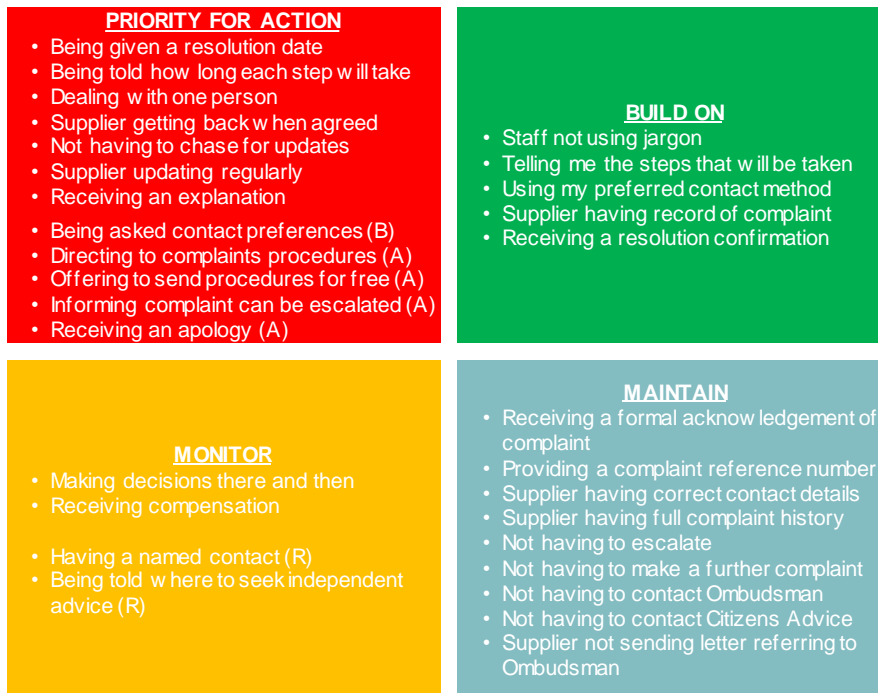 PRIORITY FOR ACTION
• Being given a resolution date
• Being told how long each step will take
• Dealing with one person
• Supplier getting back when agreed
• Not having to chase for updates
• Supplier updating regularly
• Receiving an explanation
• Being asked contact preferences (B)
• Directing to complaints procedures (A)
• Offering to send procedures for free (A)
• Informing complaint can be escalated (A)
• Receiving an apology (A)
BUILD ON
• Staff not using jargon
• Telling me the steps that will be taken
• Using my preferred contact method
• Supplier having record of complaint
• Receiving a resolution confirmation
MONITOR
• Making decisions there and then
• Receiving compensation
• Having a named contact (R)
• Being told where to seek independent
advice (R)
MAINTAIN
• Receiving a formal acknowledgement of
complaint
• Providing a complaint reference number
• Supplier having correct contact details
• Supplier having full complaint history
• Not having to escalate
• Not having to make a further complaint
• Not having to contact Ombudsman
• Not having to contact Citizens Advice
• Supplier not sending letter referring to
Ombudsman